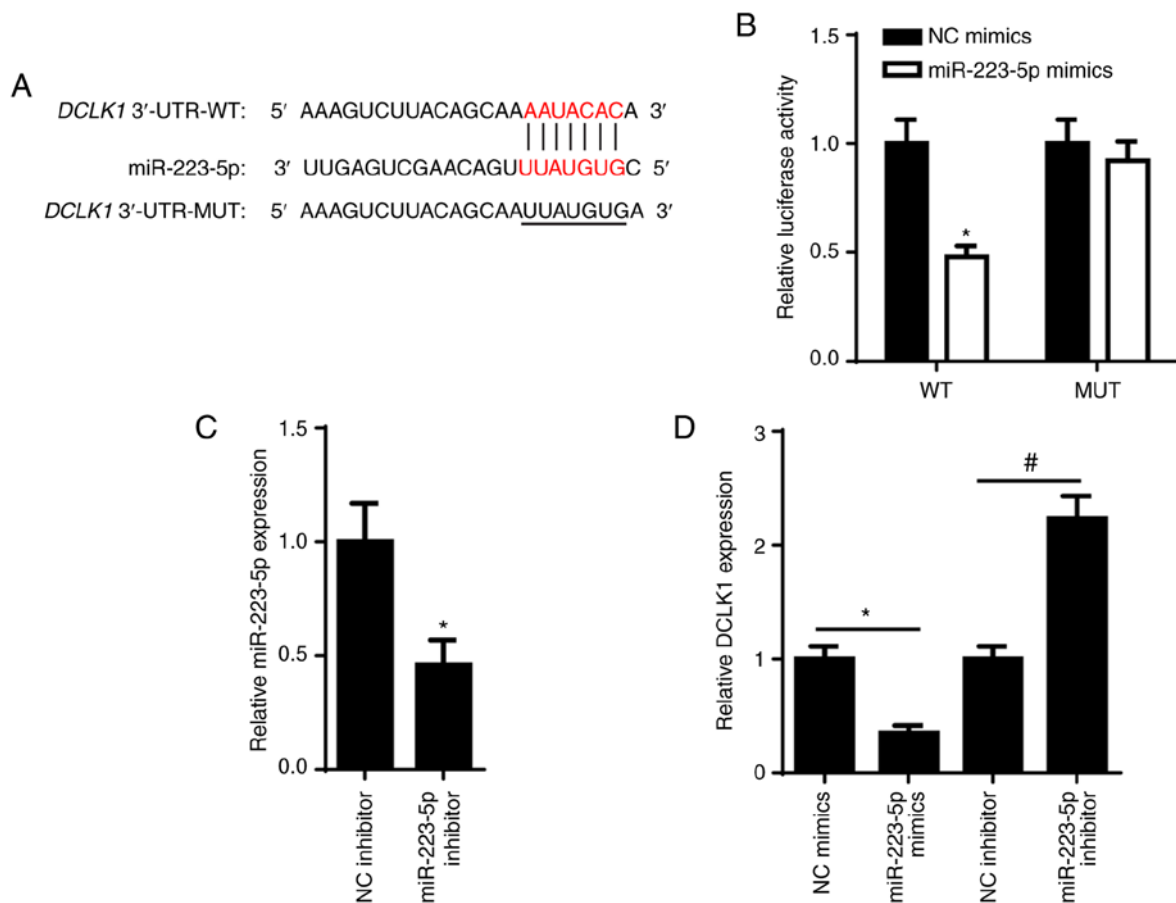 A
DCLK1 3′-UTR-WT: 5′ AAAGUCUUACAGCAAAAUACACA 3′
miR-223-5p: 3′ UUGAGUCGAACAGUUUAUGUGC 5′
DCLK1 3′-UTR-MUT: 5′ AAAGUCUUACAGCAAUUAUGUGA 3′
B
NC mimics
miR-223-5p mimics
Relative luciferase activity
1.5
1.0
0.5
0.0
*
WT
MUT
C
Relative miR-223-5p expression
1.5
1.0
0.5
0.0
*
NC inhibitor
miR-223-5p
inhibitor
D
Relative DCLK1 expression
3
2
1
0
*
#
NC mimics
miR-223-5p
mimics
NC inhibitor
miR-223-5p
inhibitor